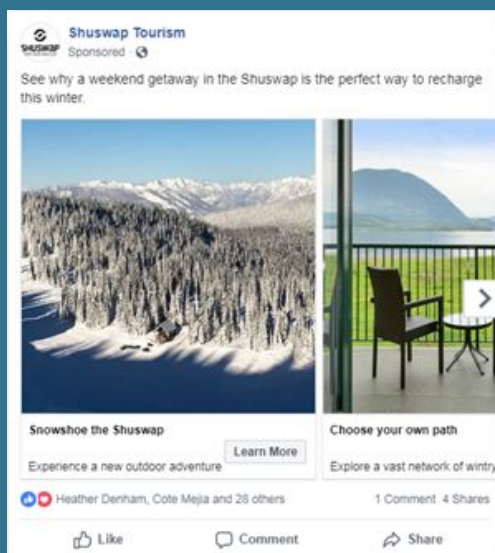 Shuswap Tourism
SHUSWAP
Sponsored
See why a weekend getaway in the Shuswap is the perfect way to recharge
this winter.
Snowshoe the Shuswap
Learn More
Experience a new outdoor adventure
Choose your own path
Explore a vast network of wintry
Heather Denham, Cote Mejia and 28 others
1 Comment 4 Shares
Like
Comment
Share